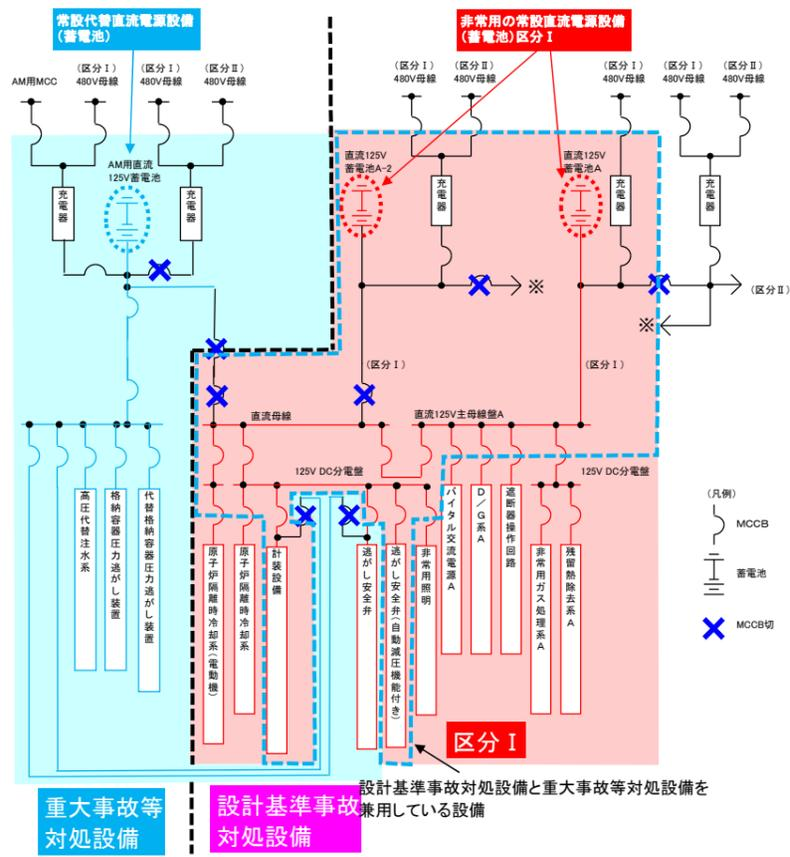 常設代替直流電源設備
(蓄電池)
非常用の常設直流電源設備
(蓄電池)区分Ⅰ
AM用MCC
(区分Ⅰ)
480V母線
(区分Ⅰ)
480V母線
(区分Ⅱ)
480V母線
(区分Ⅰ)
480V母線
(区分Ⅱ)
480V母線
(区分Ⅰ)
480V母線
(区分Ⅰ)
480V母線
(区分Ⅱ)
480V母線
AM用直流
125V蓄電池
直流125V
蓄電池A-2
直流125V
蓄電池A
充電器
充電器
充電器
充電器
充電器
※
(区分Ⅱ)
※
(区分Ⅰ)
(区分Ⅰ)
直流母線
直流125V主母線盤A
125V DC分電盤
125V DC分電盤
高圧代替注水系
格納容器圧力逃がし装置
代替格納容器圧力逃がし装置
原子炉隔離時冷却系(電動機)
原子炉隔離時冷却系
計装設備
逃がし安全弁
逃がし安全弁(自動減圧機能付き)
非常用照明
バイタル交流電源A
D/G系A
遮断器操作回路
非常用ガス処理系A
残留熱除去系A
(凡例)
MCCB
蓄電池
MCCB切
区分Ⅰ
設計基準事故対処設備と重大事故等対処設備を
兼用している設備
重大事故等
対処設備
設計基準事故
対処設備